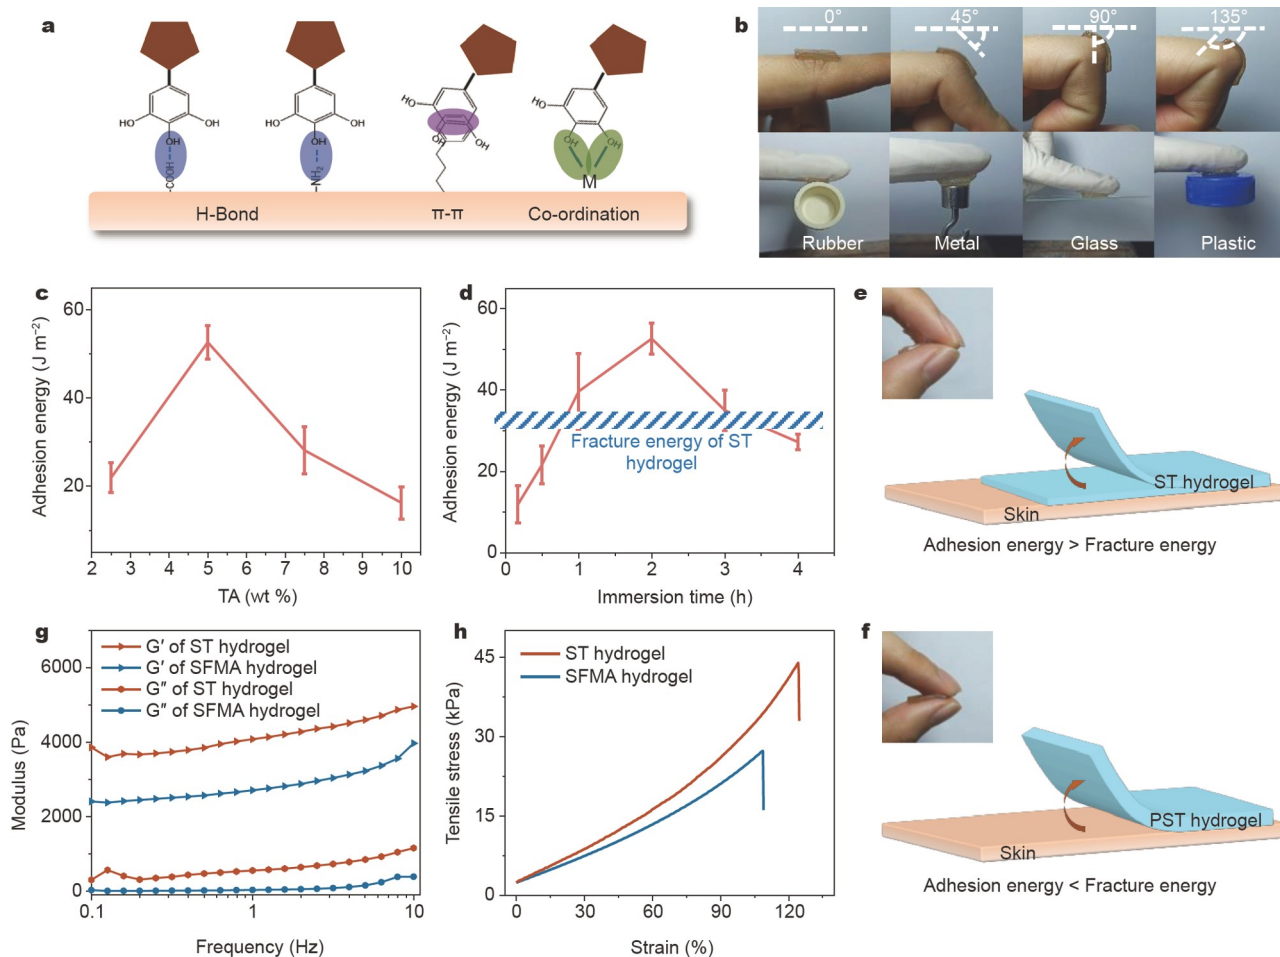 a
OH
HO
OH
COOH
OH
HO
OH
NH₂
HO
OH
OH
HO
OH
M
H-Bond
π-π
Co-ordination
b
0°
45°
90°
135°
Rubber
Metal
Glass
Plastic
c
Adhesion energy (J m⁻²)
60
40
20
2 3 4 5 6 7 8 9 10
TA (wt %)
d
Adhesion energy (J m⁻²)
60
40
20
0
Fracture energy of ST
hydrogel
0 1 2 3 4
Immersion time (h)
e
ST hydrogel
Skin
Adhesion energy > Fracture energy
g
G′ of ST hydrogel
G′ of SFMA hydrogel
G″ of ST hydrogel
G″ of SFMA hydrogel
Modulus (Pa)
6000
4000
2000
0
0.1 1 10
Frequency (Hz)
h
ST hydrogel
SFMA hydrogel
Tensile stress (kPa)
45
30
15
0
0 30 60 90 120
Strain (%)
f
PST hydrogel
Skin
Adhesion energy < Fracture energy